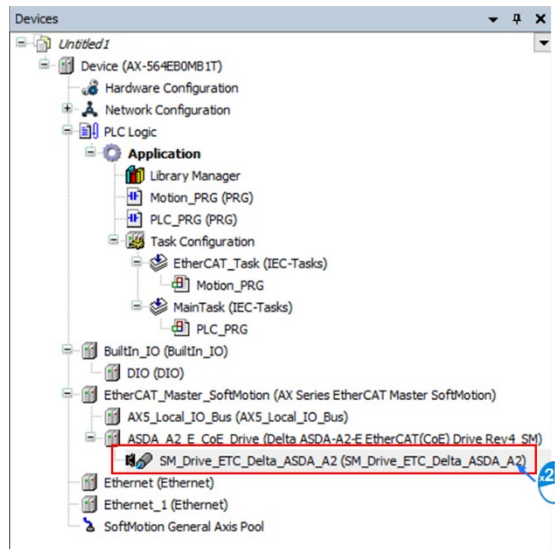 Devices
Untitled1
Device (AX-564EB0MB1T)
Hardware Configuration
Network Configuration
PLC Logic
Application
Library Manager
Motion_PRG (PRG)
PLC_PRG (PRG)
Task Configuration
EtherCAT_Task (IEC-Tasks)
Motion_PRG
MainTask (IEC-Tasks)
PLC_PRG
BuiltIn_IO (BuiltIn_IO)
DIO (DIO)
EtherCAT_Master_SoftMotion (AX Series EtherCAT Master SoftMotion)
AX5_Local_IO_Bus (AX5_Local_IO_Bus)
ASDA_A2_E_CoE_Drive (Delta ASDA-A2-E EtherCAT(CoE) Drive Rev4_SM)
SM_Drive_ETC_Delta_ASDA_A2 (SM_Drive_ETC_Delta_ASDA_A2)
x2
Ethernet (Ethernet)
Ethernet_1 (Ethernet)
SoftMotion General Axis Pool